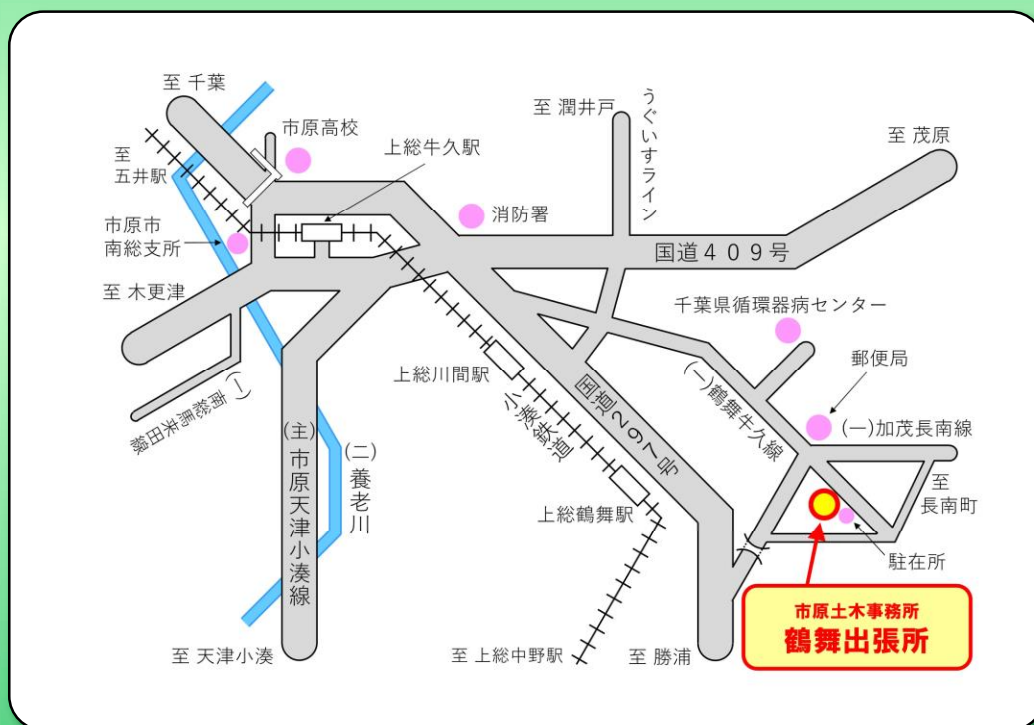 至 千葉
市原高校
上総牛久駅
至 潤井戸
うぐいすライン
至 茂原
至
五井駅
市原市
南総支所
消防署
国道４０９号
至 木更津
千葉県循環器病センター
郵便局
上総川間駅
(一)南総馬来田線
小湊鉄道
国道２９７号
(一)鶴舞牛久線
(一)加茂長南線
(主)市原天津小湊線
(二)養老川
上総鶴舞駅
至
長南町
駐在所
市原土木事務所
鶴舞出張所
至 天津小湊
至 上総中野駅
至 勝浦